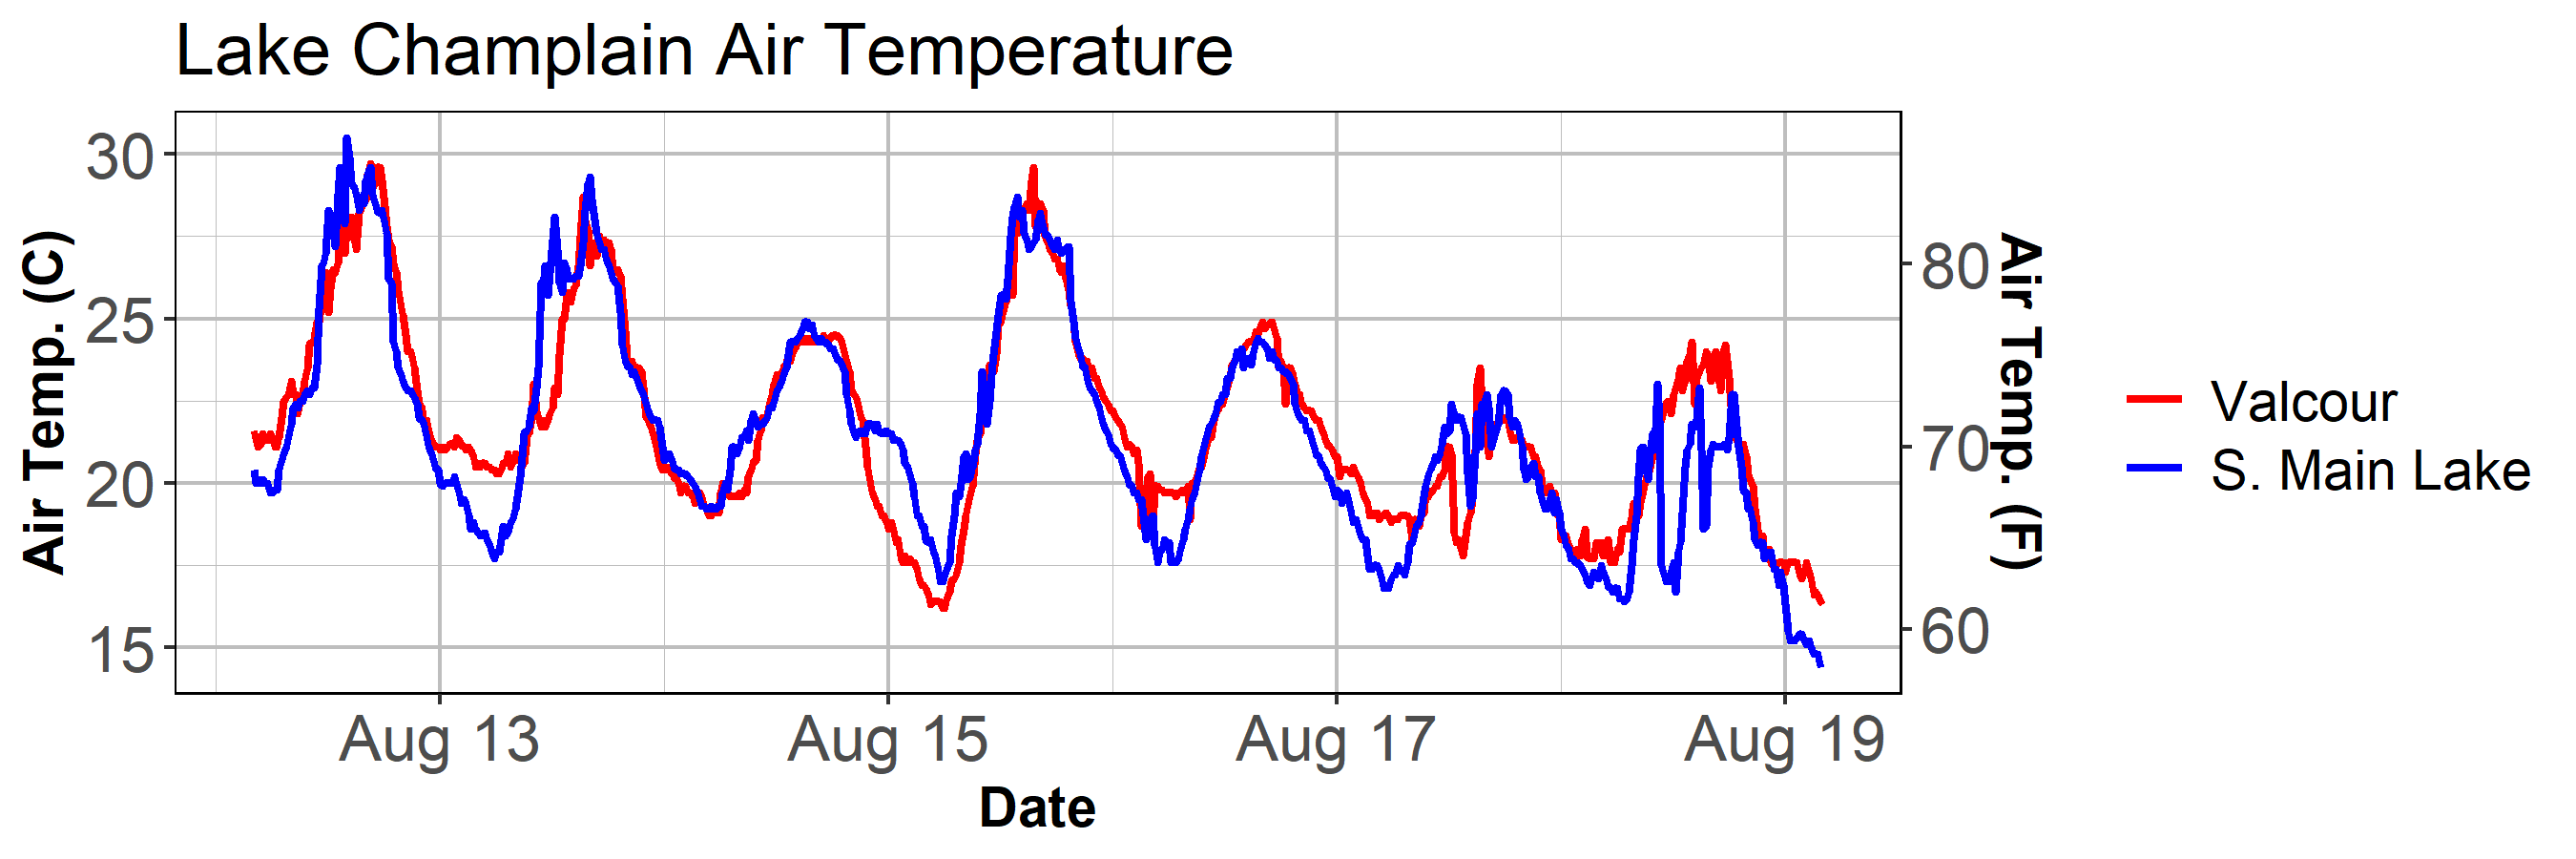 Lake Champlain Air Temperature
Air Temp. (C)
30
25
20
15
80
70
60
Air Temp. (F)
Aug 13
Aug 15
Aug 17
Aug 19
Date
Valcour
S. Main Lake